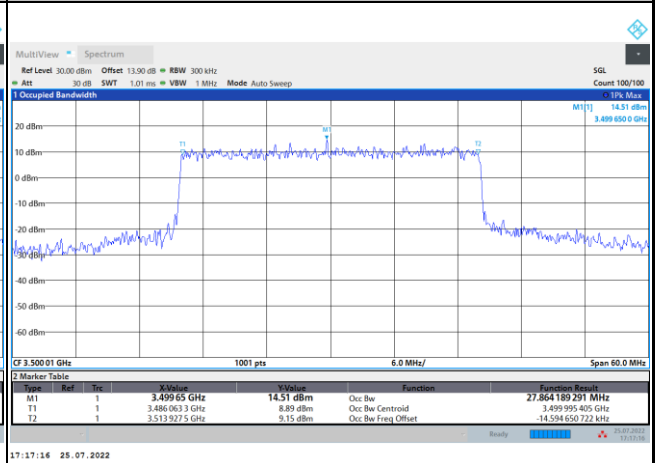 MultiView Spectrum
Ref Level 30.00 dBm Offset 13.90 dB RBW 300 kHz SGL
Att 30 dB SWT 1.01 ms VBW 1 MHz Mode Auto Sweep Count 100/100
1 Occupied Bandwidth 1Pk Max
M1[1] 14.51 dBm
3.499 650 0 GHz
M1
T1
T2
20 dBm
10 dBm
0 dBm
-10 dBm
-20 dBm
-30 dBm
-40 dBm
-50 dBm
-60 dBm
CF 3.500 01 GHz 1001 pts 6.0 MHz/ Span 60.0 MHz
2 Marker Table
Type Ref Trc X-Value Y-Value Function Function Result
M1 1 3.499 65 GHz 14.51 dBm Occ Bw 27.864 189 291 MHz
T1 1 3.486 063 3 GHz 8.89 dBm Occ Bw Centroid 3.499 995 405 GHz
T2 1 3.513 927 5 GHz 9.15 dBm Occ Bw Freq Offset -14.594 650 722 kHz
Ready 25.07.2022
17:17:16
17:17:16 25.07.2022